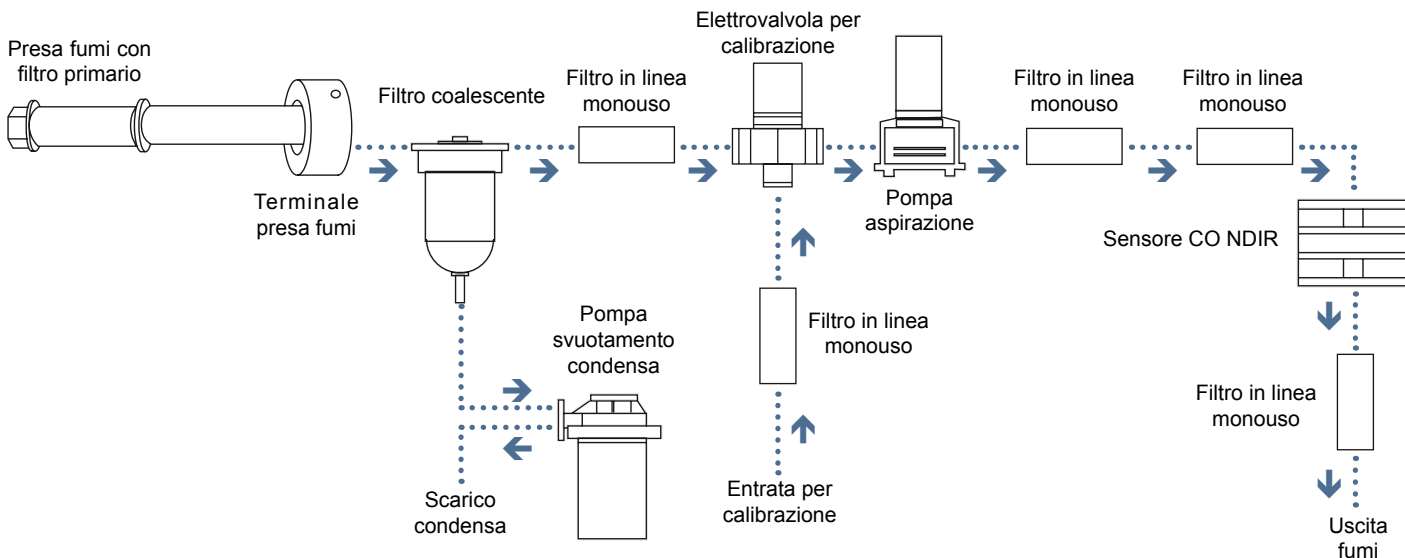 Presa fumi con
filtro primario
Terminale
presa fumi
Filtro coalescente
Filtro in linea
monouso
Elettrovalvola per
calibrazione
Pompa
aspirazione
Filtro in linea
monouso
Filtro in linea
monouso
Sensore CO NDIR
Pompa
svuotamento
condensa
Filtro in linea
monouso
Filtro in linea
monouso
Scarico
condensa
Entrata per
calibrazione
Uscita
fumi